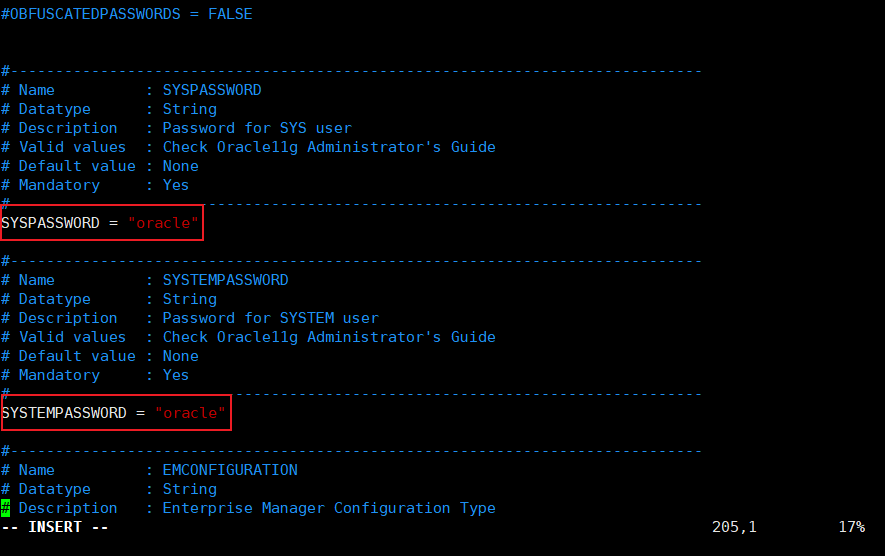 #OBFUSCATEDPASSWORDS = FALSE
#-----------------------------------------------------------------------------
# Name          : SYSPASSWORD
# Datatype      : String
# Description   : Password for SYS user
# Valid values  : Check Oracle11g Administrator's Guide
# Default value : None
# Mandatory     : Yes
#-----------------------------------------------------------------------------
SYSPASSWORD = "oracle"
#-----------------------------------------------------------------------------
# Name          : SYSTEMPASSWORD
# Datatype      : String
# Description   : Password for SYSTEM user
# Valid values  : Check Oracle11g Administrator's Guide
# Default value : None
# Mandatory     : Yes
#-----------------------------------------------------------------------------
SYSTEMPASSWORD = "oracle"
#-----------------------------------------------------------------------------
# Name          : EMCONFIGURATION
# Datatype      : String
# Description   : Enterprise Manager Configuration Type
-- INSERT -- 205,1 17%